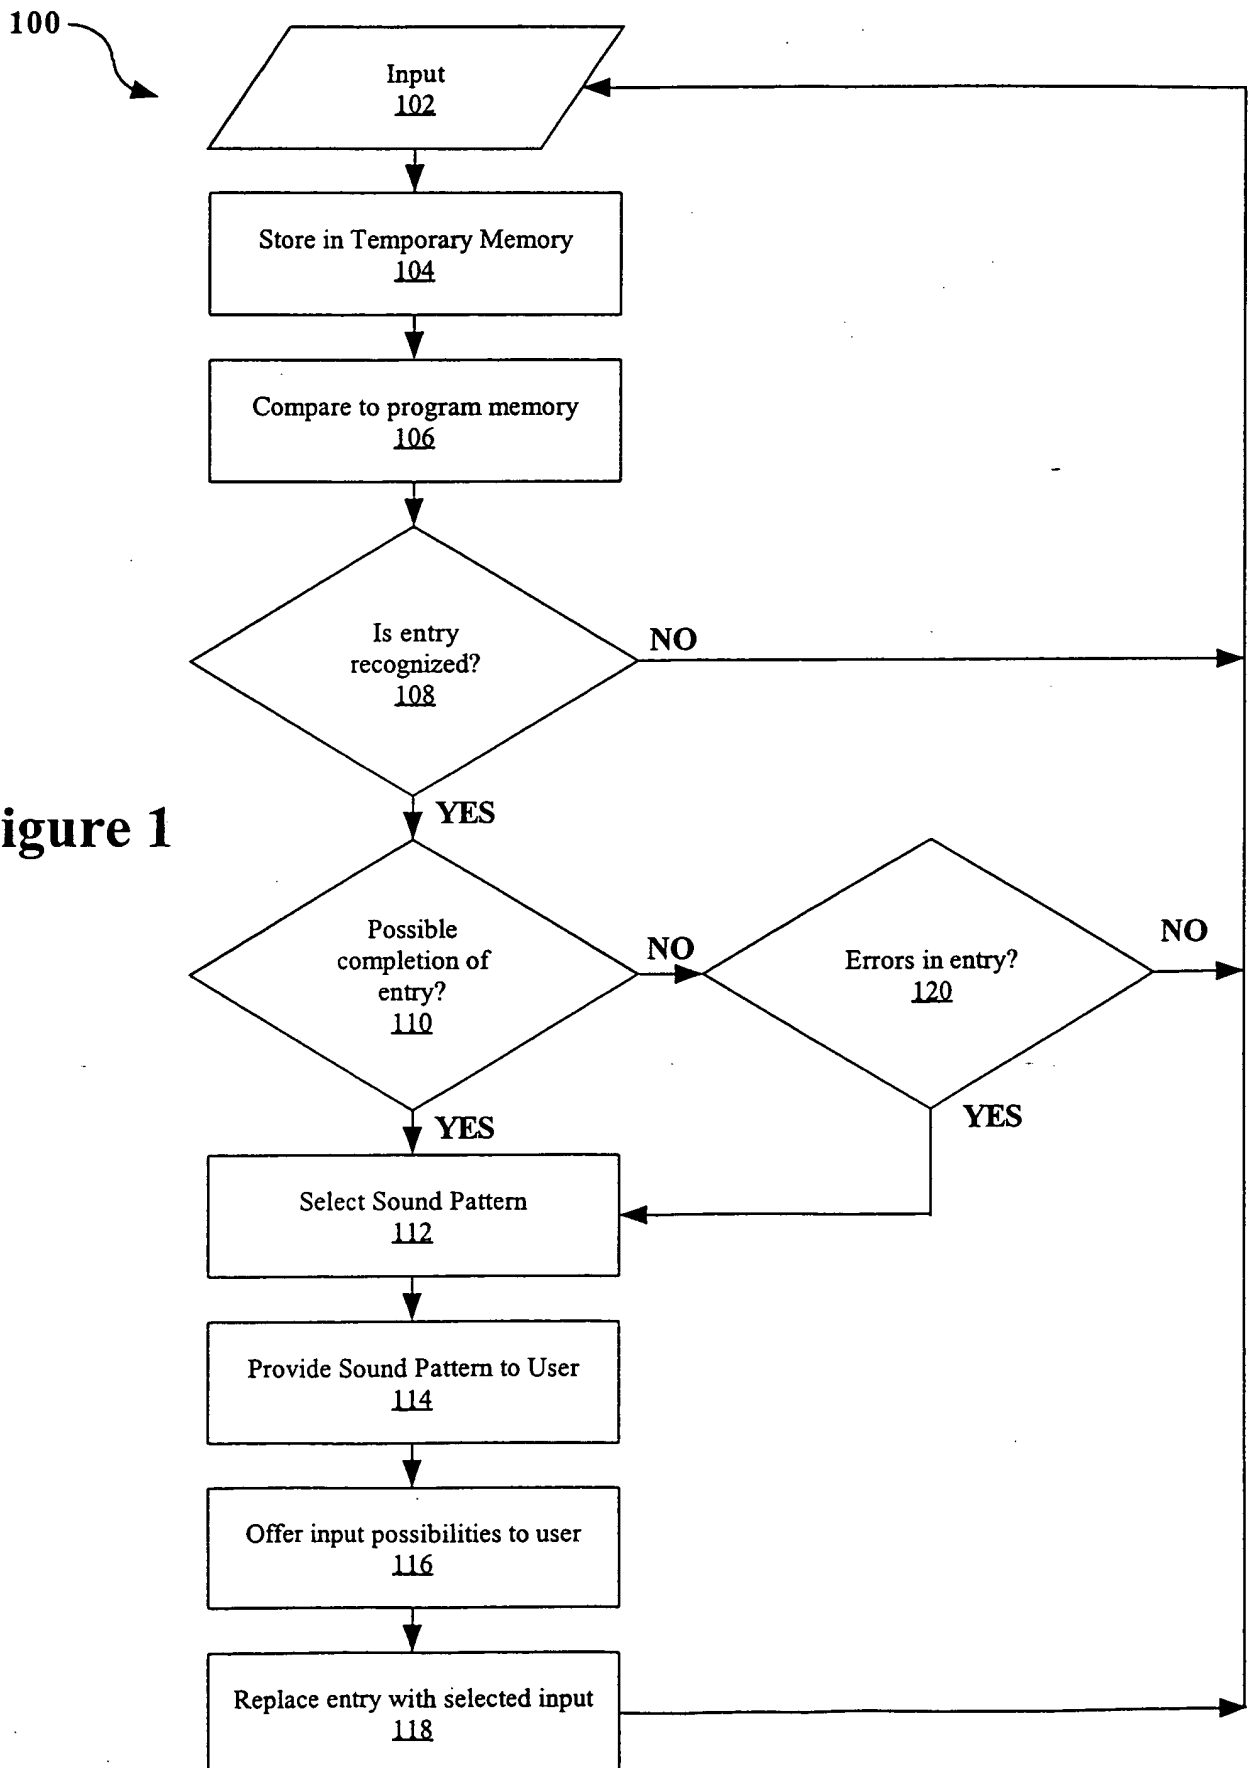 100
Input
102
Store in Temporary Memory
104
Compare to program memory
106
Is entry
recognized?
108
NO
YES
igure 1
Possible
completion of
entry?
110
NO
Errors in entry?
120
NO
YES
YES
Select Sound Pattern
112
Provide Sound Pattern to User
114
Offer input possibilities to user
116
Replace entry with selected input
118